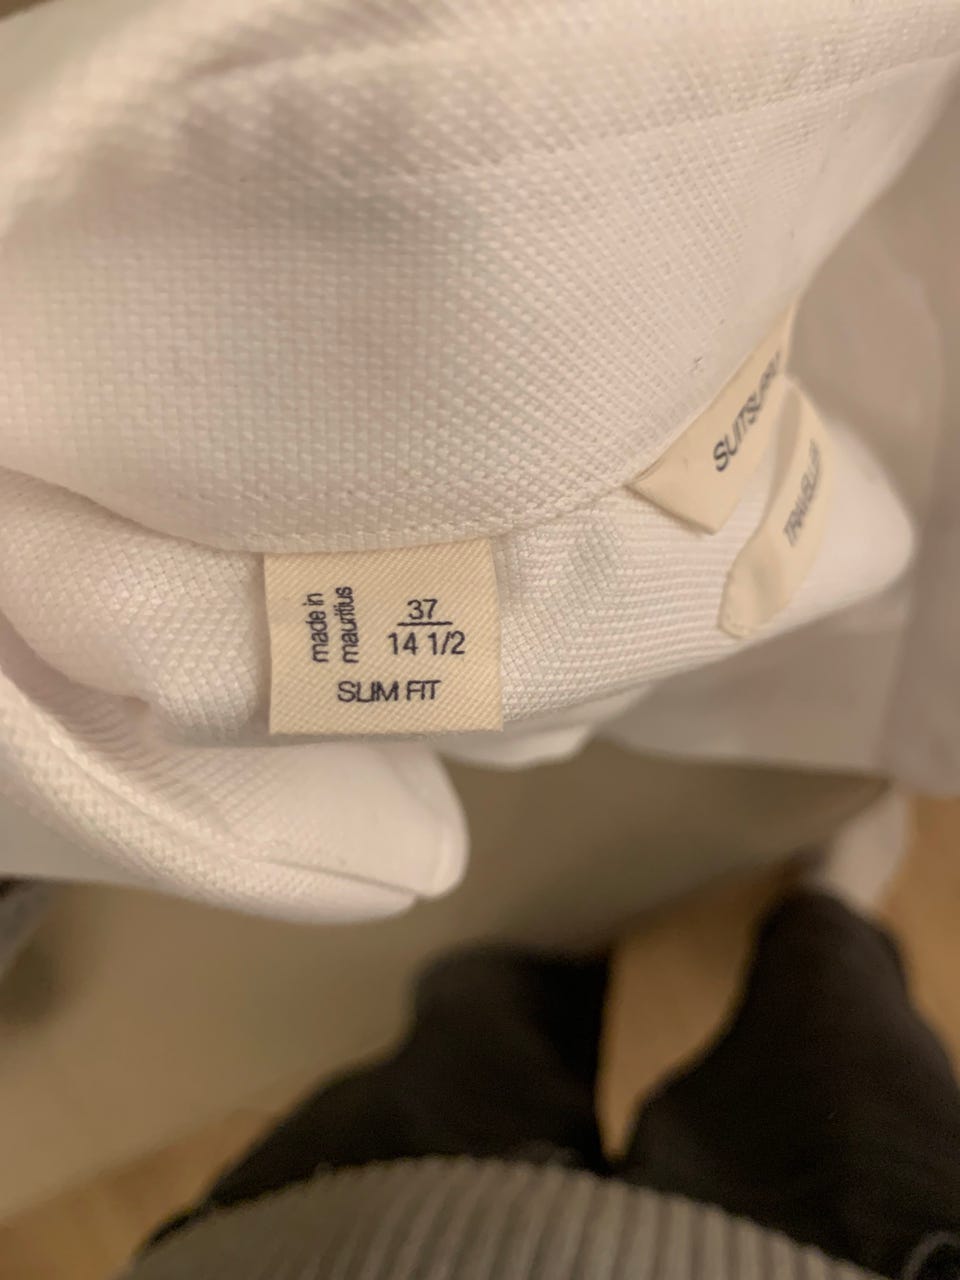 SUITSUPPLY
TRAVELLER
made in
mauritius
37
14 1/2
SLIM FIT